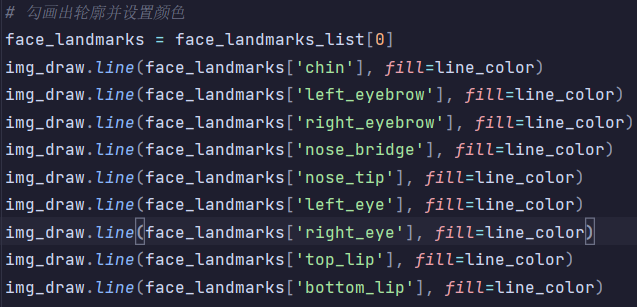 # 勾画出轮廓并设置颜色
face_landmarks = face_landmarks_list[0]
img_draw.line(face_landmarks['chin'], fill=line_color)
img_draw.line(face_landmarks['left_eyebrow'], fill=line_color)
img_draw.line(face_landmarks['right_eyebrow'], fill=line_color)
img_draw.line(face_landmarks['nose_bridge'], fill=line_color)
img_draw.line(face_landmarks['nose_tip'], fill=line_color)
img_draw.line(face_landmarks['left_eye'], fill=line_color)
img_draw.line(face_landmarks['right_eye'], fill=line_color)
img_draw.line(face_landmarks['top_lip'], fill=line_color)
img_draw.line(face_landmarks['bottom_lip'], fill=line_color)